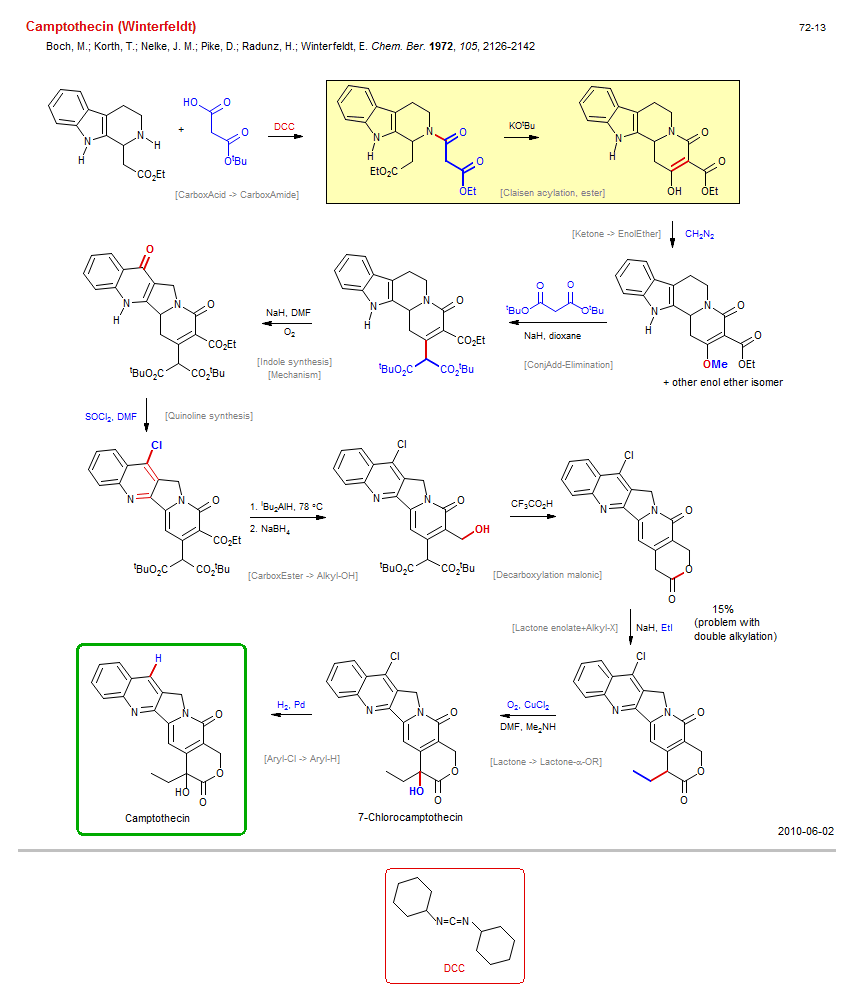 Camptothecin (Winterfeldt)
72-13
Boch, M.; Korth, T.; Nelke, J. M.; Pike, D.; Radunz, H.; Winterfeldt, E. Chem. Ber. 1972, 105, 2126-2142
N
H
N
H
CO₂Et
+
HO
O
O
OᵗBu
DCC
[CarboxAcid -> CarboxAmide]
N
H
N
O
EtO₂C
O
OEt
KOᵗBu
[Claisen acylation, ester]
N
H
N
O
O
OH
OEt
[Ketone -> EnolEther]
CH₂N₂
N
H
N
O
O
OMe
OEt
+ other enol ether isomer
O
O
ᵗBuO
OᵗBu
NaH, dioxane
[ConjAdd-Elimination]
N
H
N
O
CO₂Et
ᵗBuO₂C
CO₂ᵗBu
NaH, DMF
O₂
[Indole synthesis]
[Mechanism]
O
N
H
N
O
CO₂Et
ᵗBuO₂C
CO₂ᵗBu
SOCl₂, DMF
[Quinoline synthesis]
Cl
N
N
O
CO₂Et
ᵗBuO₂C
CO₂ᵗBu
1. ⁱBu₂AlH, 78 °C
2. NaBH₄
[CarboxEster -> Alkyl-OH]
Cl
N
N
O
OH
ᵗBuO₂C
CO₂ᵗBu
CF₃CO₂H
[Decarboxylation malonic]
Cl
N
N
O
O
O
15%
(problem with
double alkylation)
[Lactone enolate+Alkyl-X]
NaH, EtI
Cl
N
N
O
O
O
O₂, CuCl₂
DMF, Me₂NH
[Lactone -> Lactone-α-OR]
Cl
N
N
O
O
HO
O
7-Chlorocamptothecin
H₂, Pd
[Aryl-Cl -> Aryl-H]
H
N
N
O
O
HO
O
Camptothecin
2010-06-02
N=C=N
DCC